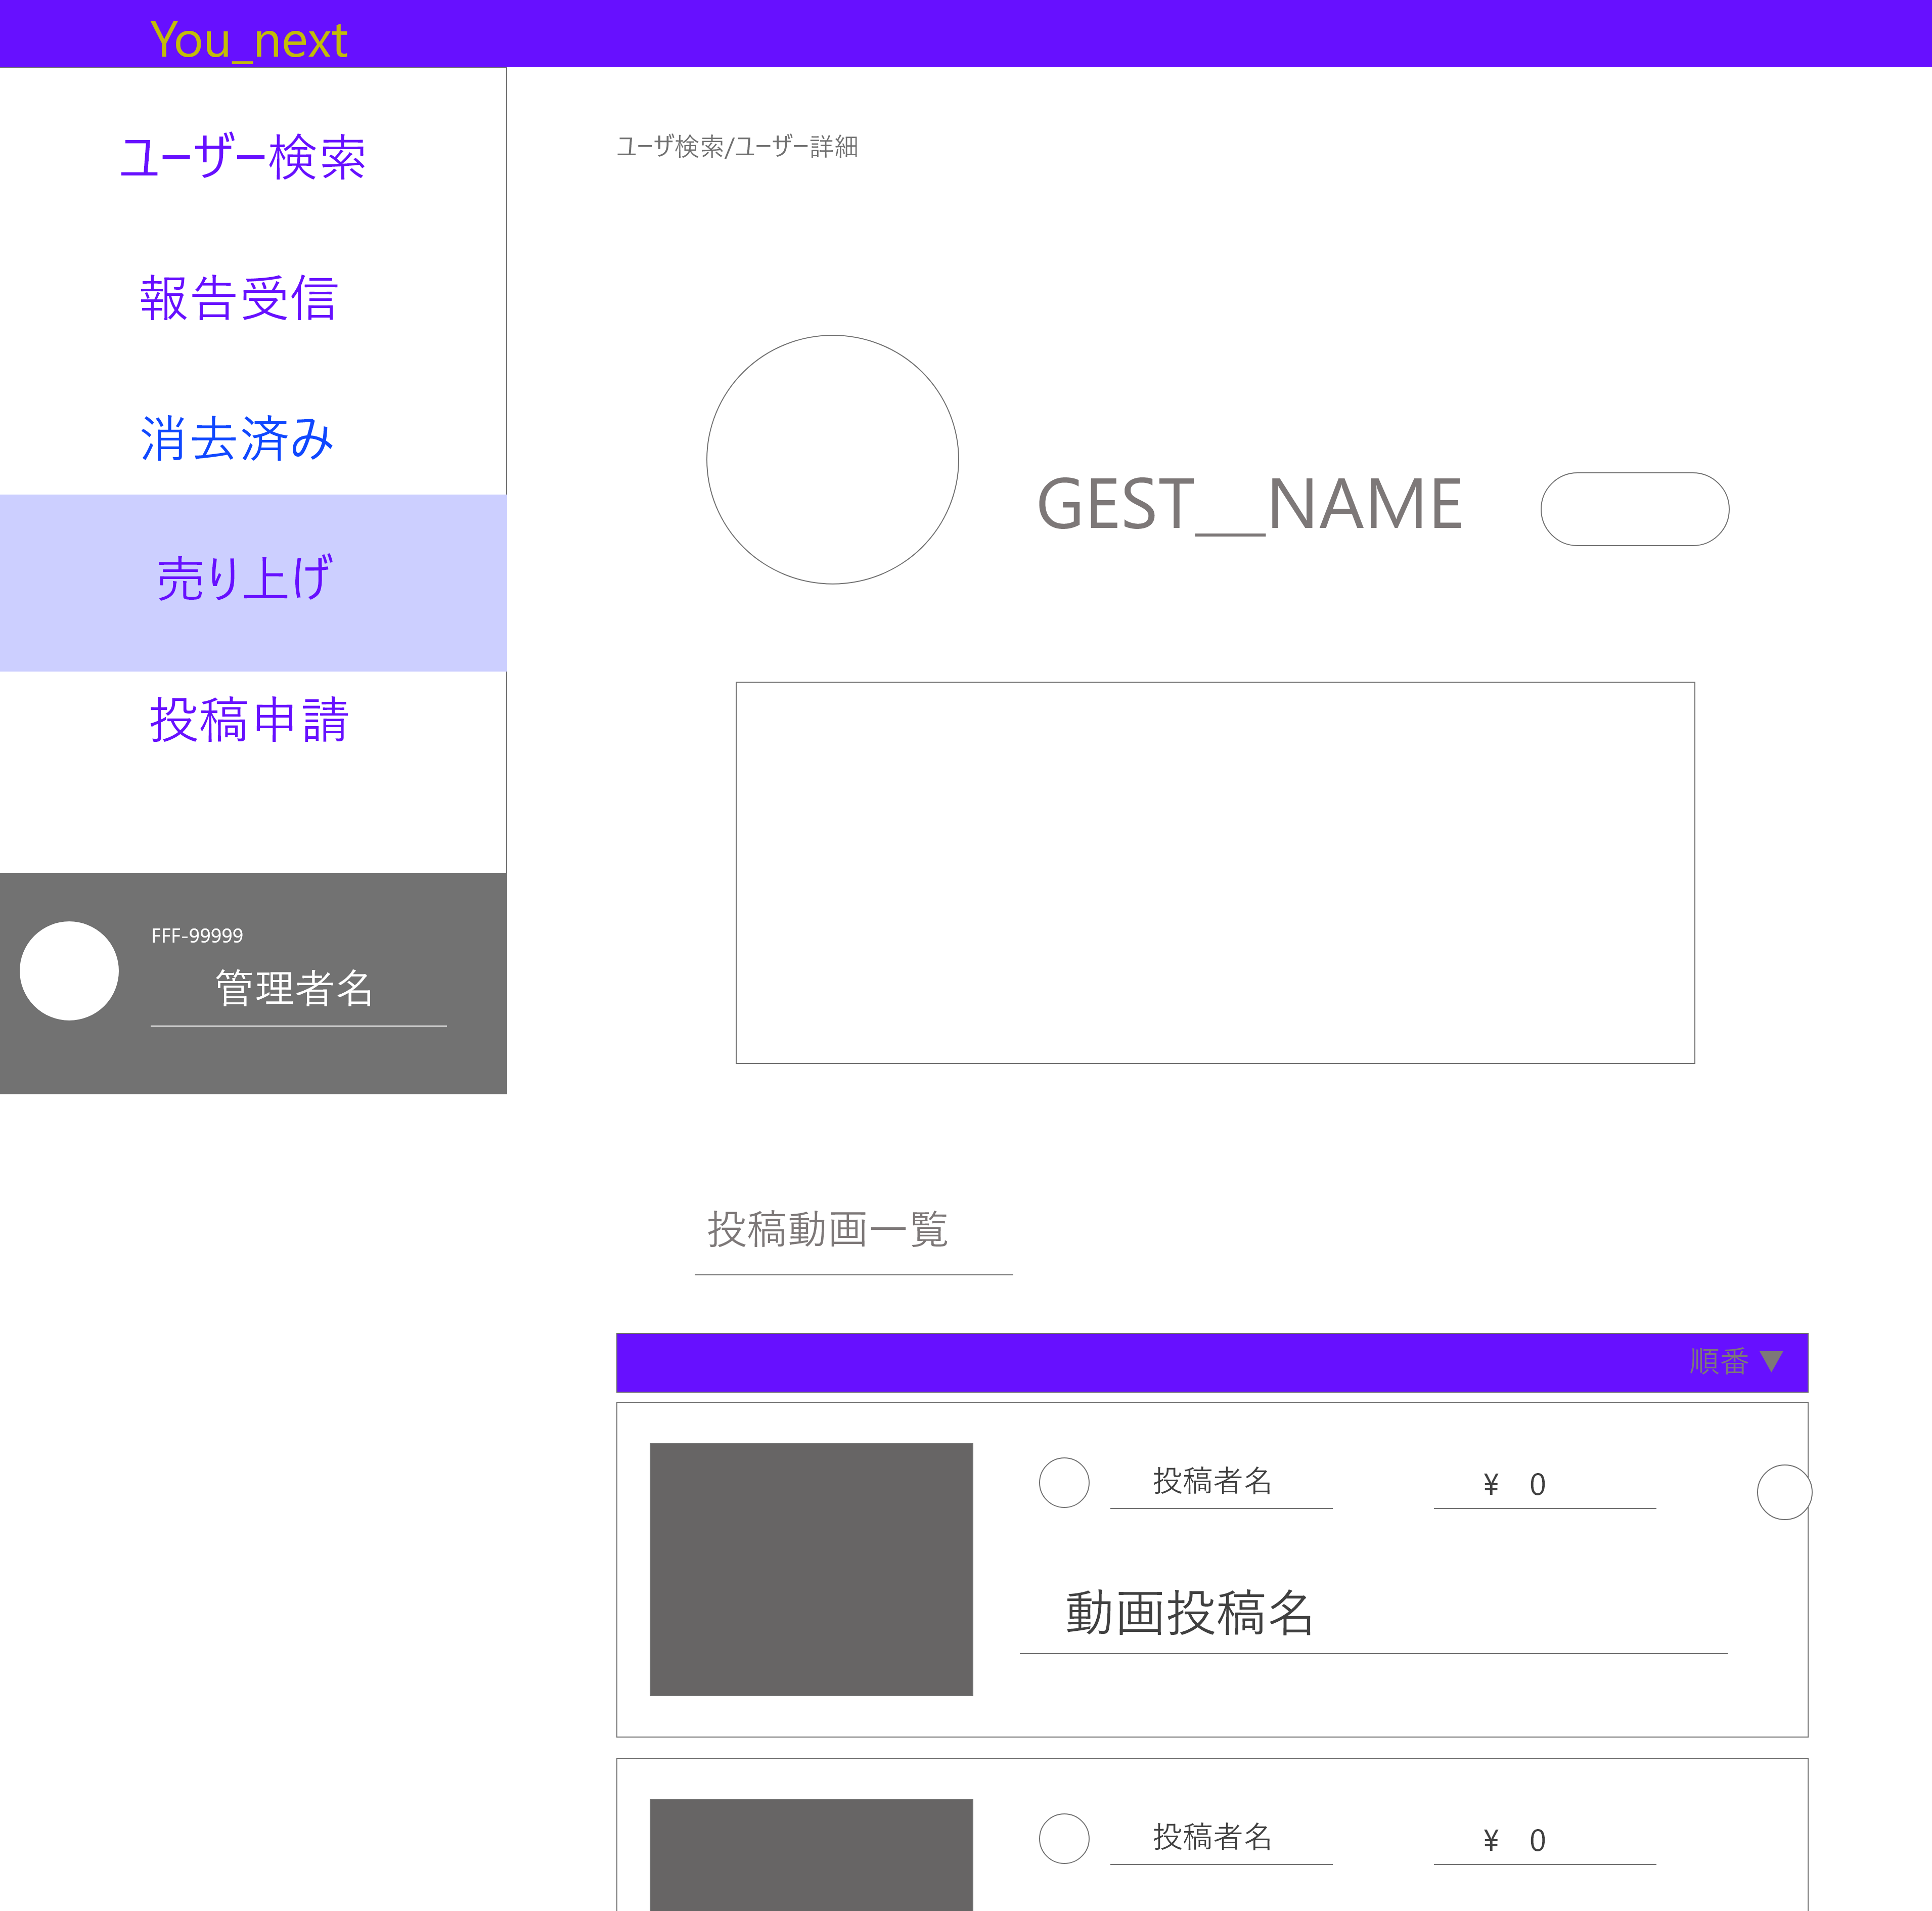 You_next
ユーザー検索
報告受信
消去済み
売り上げ
投稿申請
FFF-99999
管理者名
ユーザ検索/ユーザー詳細
GEST__NAME
投稿動画一覧
順番 ▼
投稿者名
¥ 0
動画投稿名
投稿者名
¥ 0